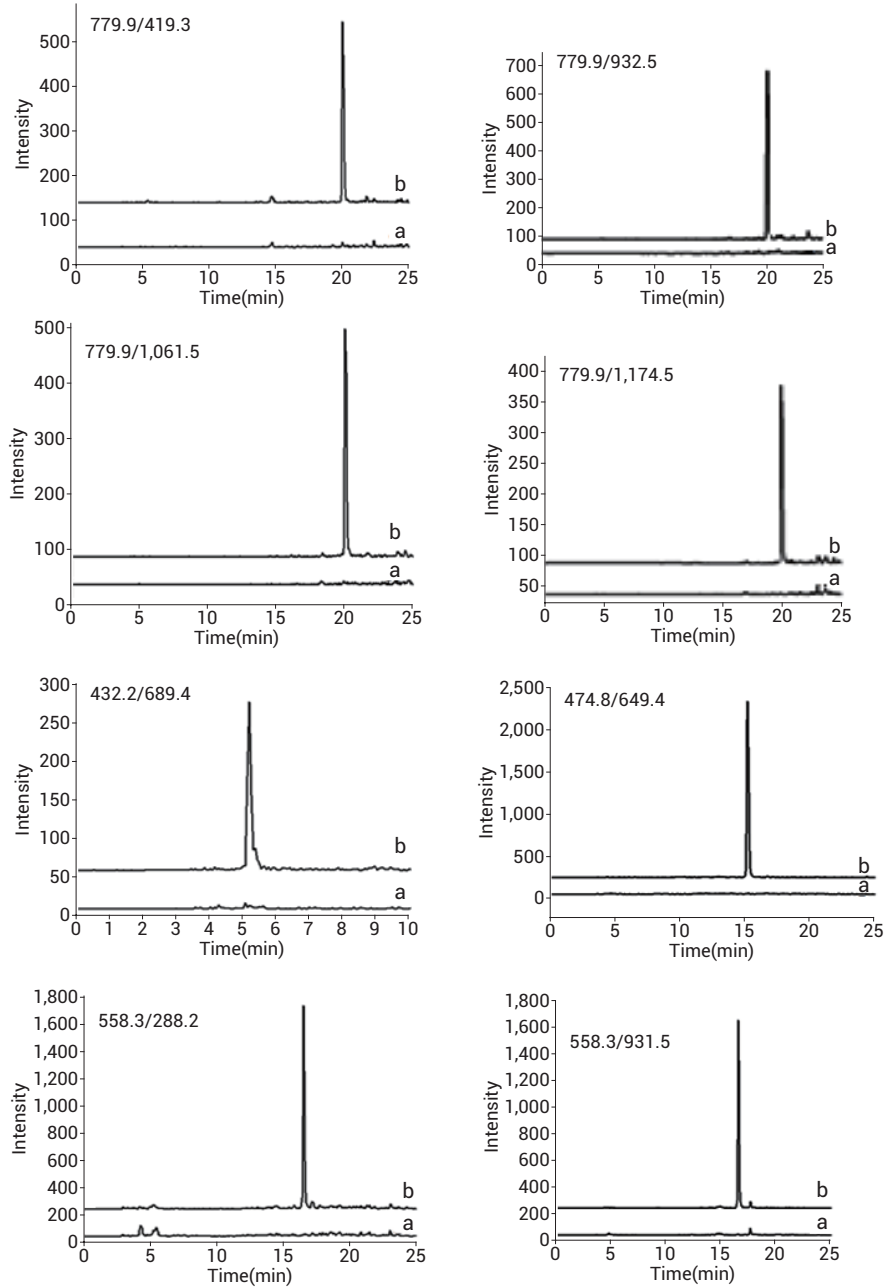 779.9/419.3
Intensity
500
400
300
200
100
0
b
a
0 5 10 15 20 25
Time(min)
779.9/932.5
Intensity
700
600
500
400
300
200
100
0
b
a
0 5 10 15 20 25
Time(min)
779.9/1,061.5
Intensity
500
400
300
200
100
0
b
a
0 5 10 15 20 25
Time(min)
779.9/1,174.5
Intensity
400
350
300
250
200
150
100
50
b
a
0 5 10 15 20 25
Time(min)
432.2/689.4
Intensity
300
250
200
150
100
50
0
b
a
0 1 2 3 4 5 6 7 8 9 10
Time(min)
474.8/649.4
Intensity
2,500
2,000
1,500
1,000
500
0
b
a
0 5 10 15 20 25
Time(min)
558.3/288.2
Intensity
1,800
1,600
1,400
1,200
1,000
800
600
400
200
0
b
a
0 5 10 15 20 25
Time(min)
558.3/931.5
Intensity
1,800
1,600
1,400
1,200
1,000
800
600
400
200
0
b
a
0 5 10 15 20 25
Time(min)